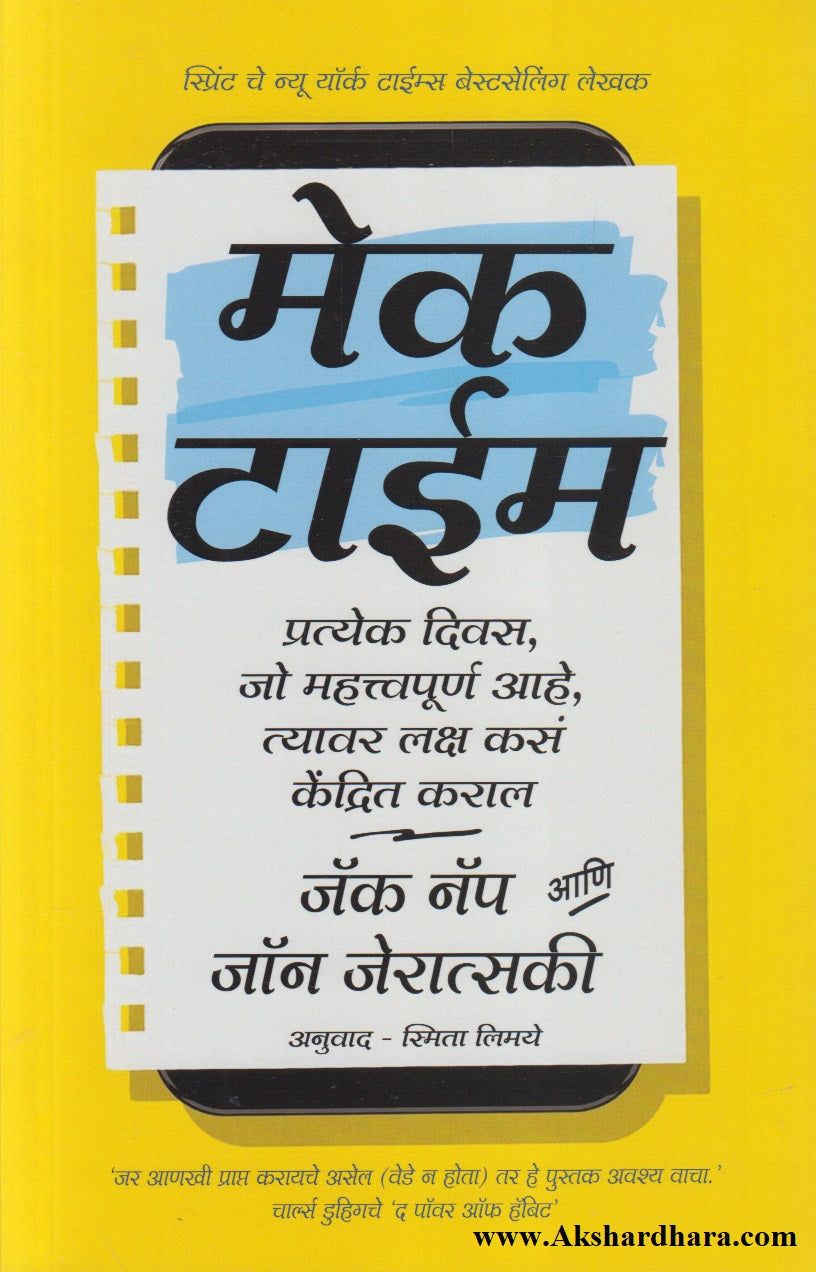 स्प्रिंट चे न्यू यॉर्क टाईम्स बेस्टसेलिंग लेखक
मेक
टाईम
प्रत्येक दिवस,
जो महत्त्वपूर्ण आहे,
त्यावर लक्ष कसं
केंद्रित कराल
जॅक नॅप आणि
जॉन जेरात्सकी
अनुवाद - स्मिता लिमये
‘जर आणखी प्राप्त करायचे असेल (वेडे न होता) तर हे पुस्तक अवश्य वाचा.’
चार्ल्स डुहिगचे ‘द पॉवर ऑफ हॅबिट’
www.Akshardhara.com